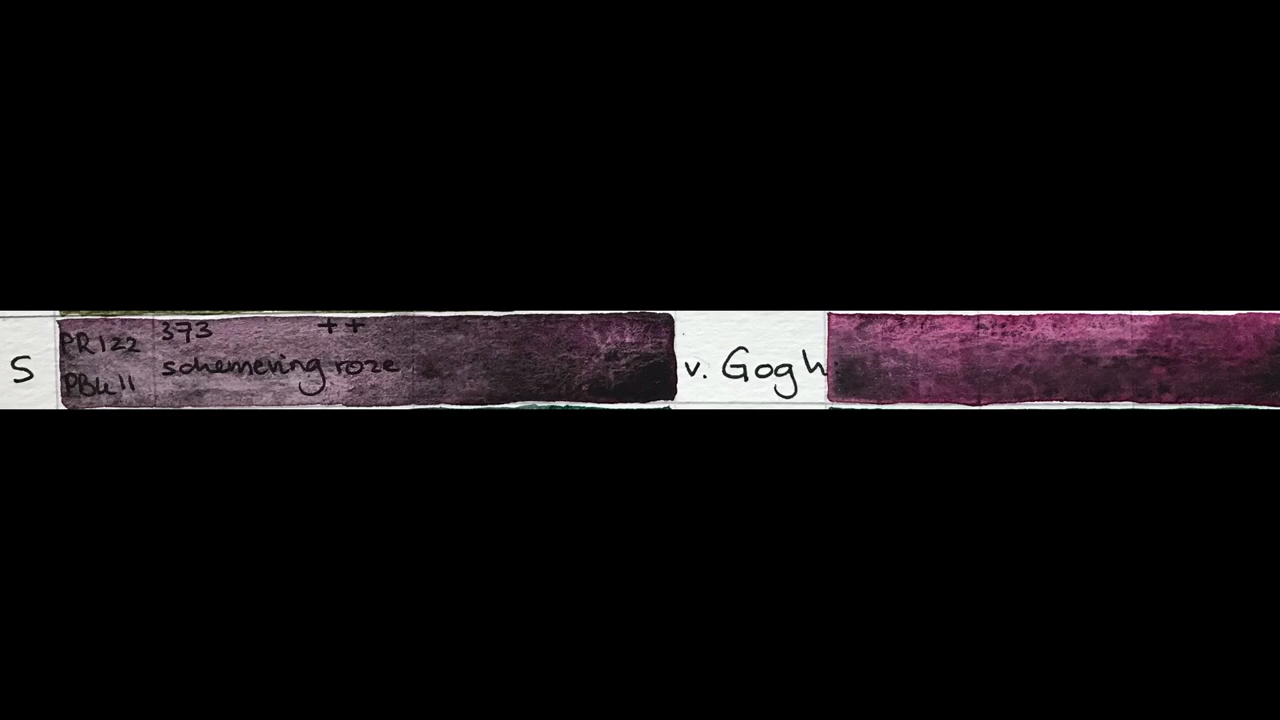 S
PR122
PBk11
373 ++
schemering roze
v. Gogh